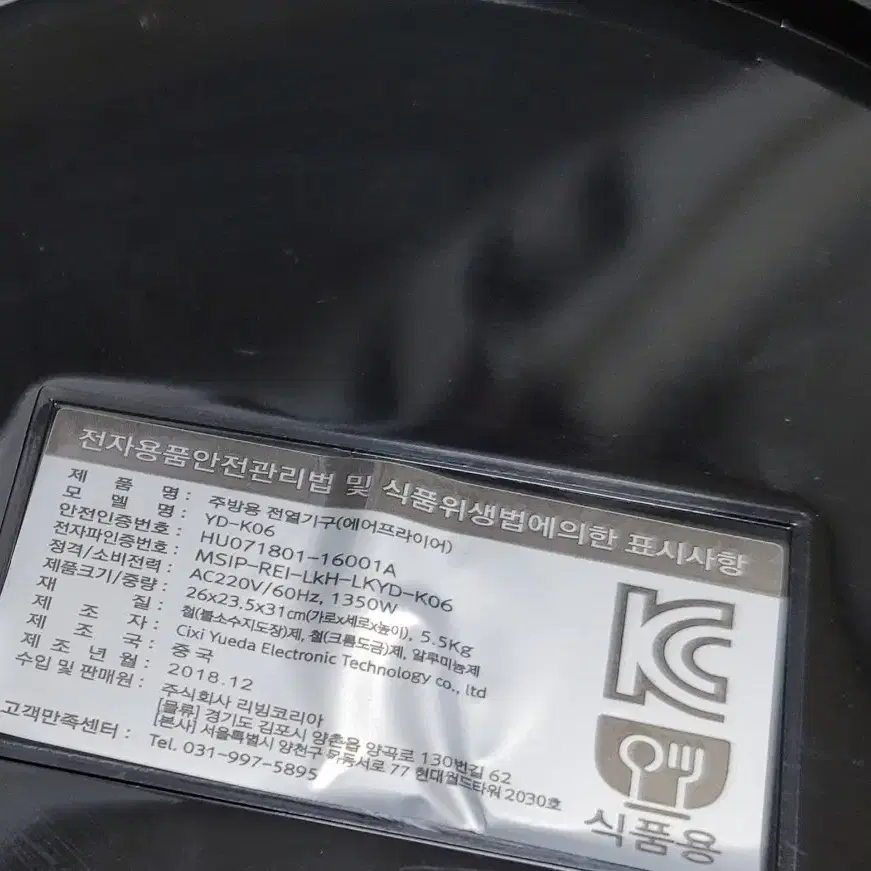 전자용품안전관리법 및 식품위생법에의한 표시사항
제 품 명 : 주방용 전열기구(에어프라이어)
모 델 명 : YD-K06
안전인증번호 : HU071801-16001A
전자파인증번호 : MSIP-REI-LKH-LKYD-K06
정격/소비전력 : AC220V/60Hz, 1350W
제품크기/중량 : 26x23.5x31cm(가로x세로x높이), 5.5Kg
재 질 : 철(불소수지도장)제, 철(크롬도금)제, 알루미늄제
제 조 자 : Cixi Yueda Electronic Technology co., ltd
제 조 국 : 중 국
제 조 년 월 : 2018.12
수입 및 판매원 : 주식회사 리빔코리아
[물류] 경기도 김포시 양촌읍 양곡로 130번길 62
[본사] 서울특별시 양천구 목동서로 77 현대월드타워 2030호
고객만족센터 : Tel. 031-997-5895
KC
식품용